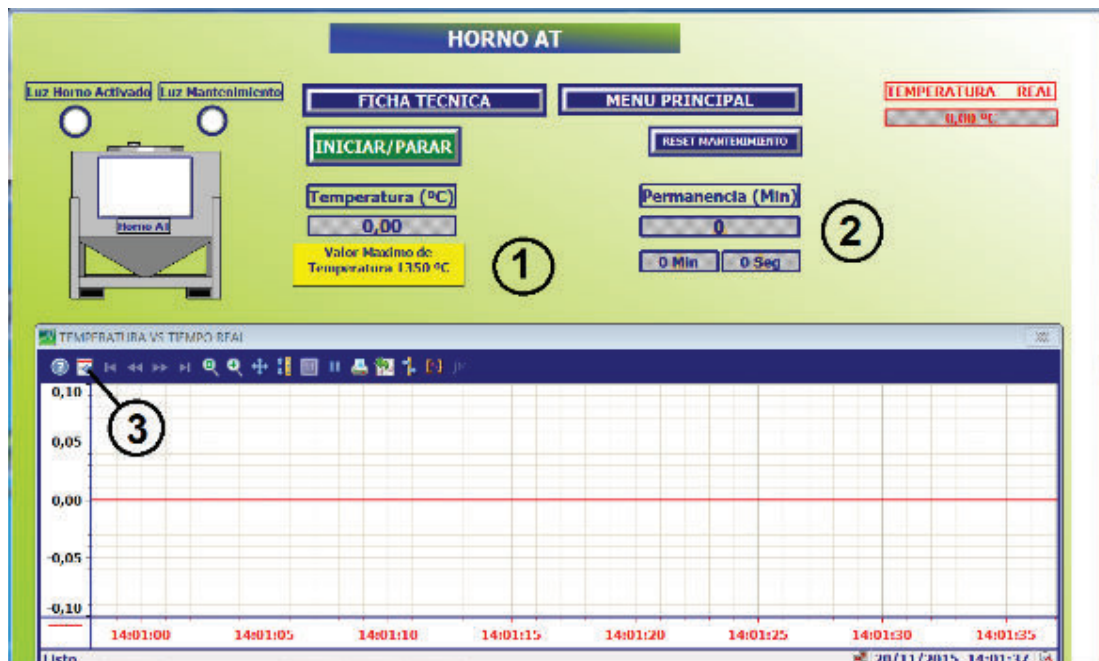 HORNO AT
Luz Horno Activado Luz Mantenimiento
FICHA TECNICA
MENU PRINCIPAL
TEMPERATURA REAL
0,00 ºC
INICIAR/PARAR
RESET MANTENIMIENTO
Temperatura (ºC)
Permanencia (Min)
0,00
0
Horno AT
Valor Maximo de
Temperatura 1350 ºC
1
2
0 Min 0 Seg
TEMPERATURA VS TIEMPO REAL
3
0,10
0,05
0,00
-0,05
-0,10
14:01:00 14:01:05 14:01:10 14:01:15 14:01:20 14:01:25 14:01:30 14:01:35
Listo
20/11/2015 14:01:37